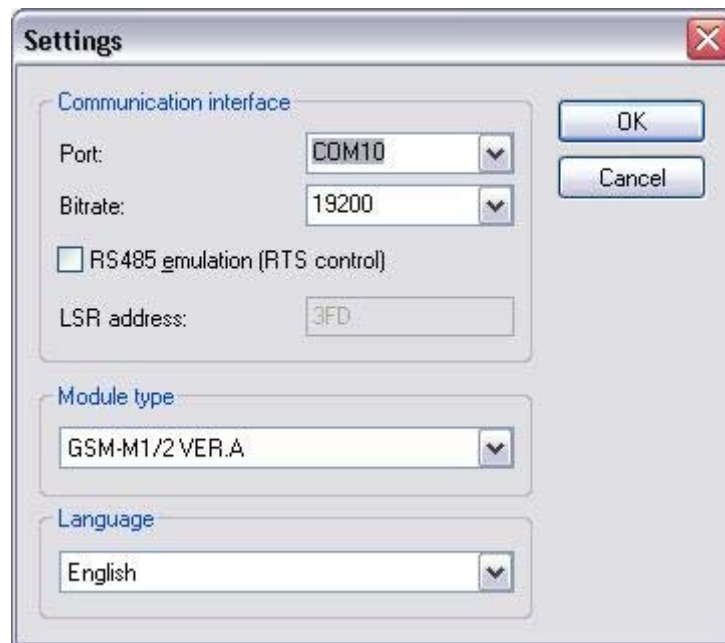 Settings
Communication interface
Port: COM10
Bitrate: 19200
RS485 emulation (RTS control)
LSR address: 3FD
OK
Cancel
Module type
GSM-M1/2 VER.A
Language
English